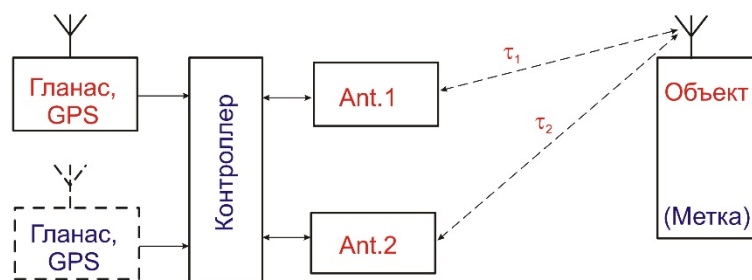 Гланас,
GPS
Контроллер
Ant.1
τ1
Объект
τ2
Гланас,
GPS
Ant.2
(Метка)